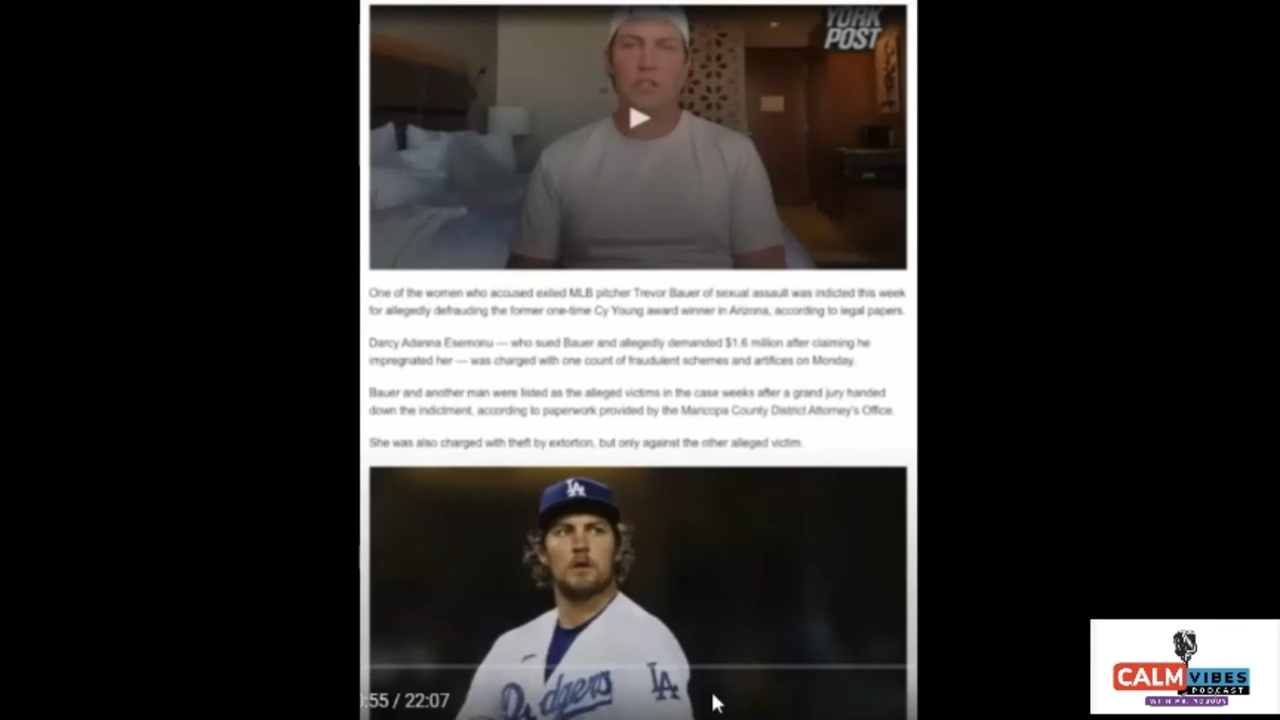 YORK
POST
One of the women who accused exiled MLB pitcher Trevor Bauer of sexual assault was indicted this week
for allegedly defrauding the former one-time Cy Young award winner in Arizona, according to legal papers.
Darcy Adanna Esemonu — who sued Bauer and allegedly demanded $1.6 million after claiming he
impregnated her — was charged with one count of fraudulent schemes and artifices on Monday.
Bauer and another man were listed as the alleged victims in the case weeks after a grand jury handed
down the indictment, according to paperwork provided by the Maricopa County District Attorney's Office.
She was also charged with theft by extortion, but only against the other alleged victim.
LA
Dodgers
LA
:55 / 22:07
CALM VIBES
PODCAST
WITH MR. NOBODY